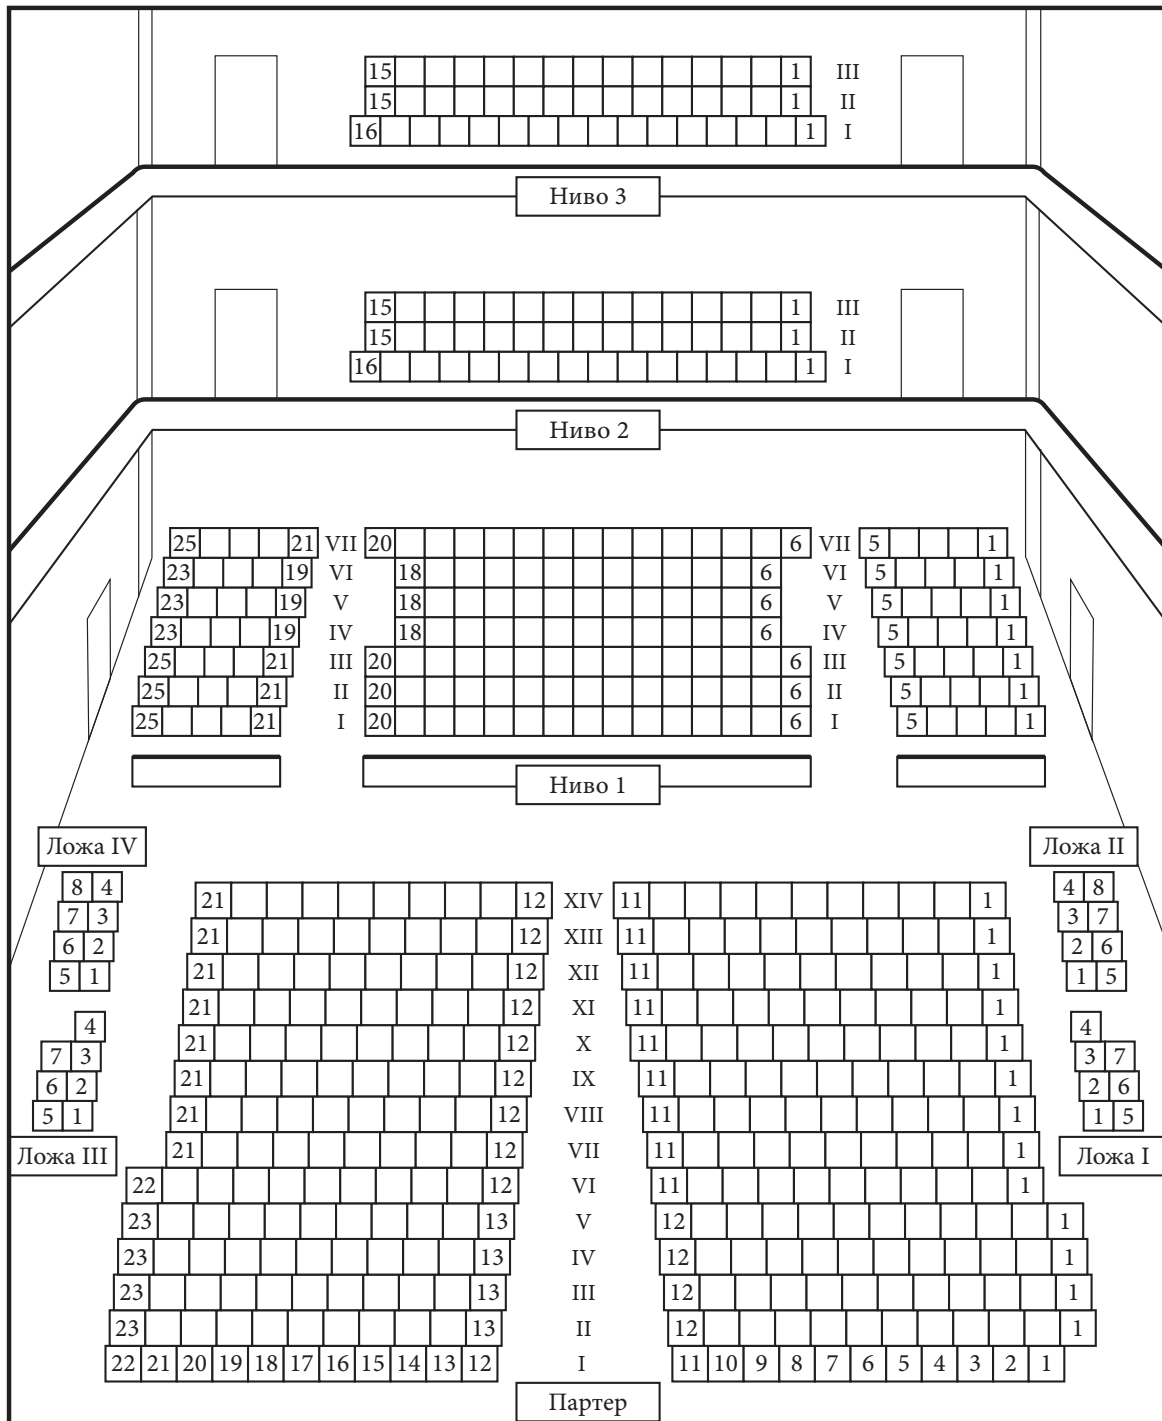 15 1 III
15 1 II
16 1 I
Ниво 3
15 1 III
15 1 II
16 1 I
Ниво 2
25 21 VII 20 6 VII 5 1
23 19 VI 18 6 VI 5 1
23 19 V 18 6 V 5 1
23 19 IV 18 6 IV 5 1
25 21 III 20 6 III 5 1
25 21 II 20 6 II 5 1
25 21 I 20 6 I 5 1
Ниво 1
Ложа IV
8 4
7 3
6 2
5 1
4
7 3
6 2
5 1
Ложа III
21 12 XIV 11 1
21 12 XIII 11 1
21 12 XII 11 1
21 12 XI 11 1
21 12 X 11 1
21 12 IX 11 1
21 12 VIII 11 1
21 12 VII 11 1
22 12 VI 11 1
23 13 V 12 1
23 13 IV 12 1
23 13 III 12 1
23 13 II 12 1
22 21 20 19 18 17 16 15 14 13 12 I 11 10 9 8 7 6 5 4 3 2 1
Партер
Ложа II
4 8
3 7
2 6
1 5
4
3 7
2 6
1 5
Ложа I